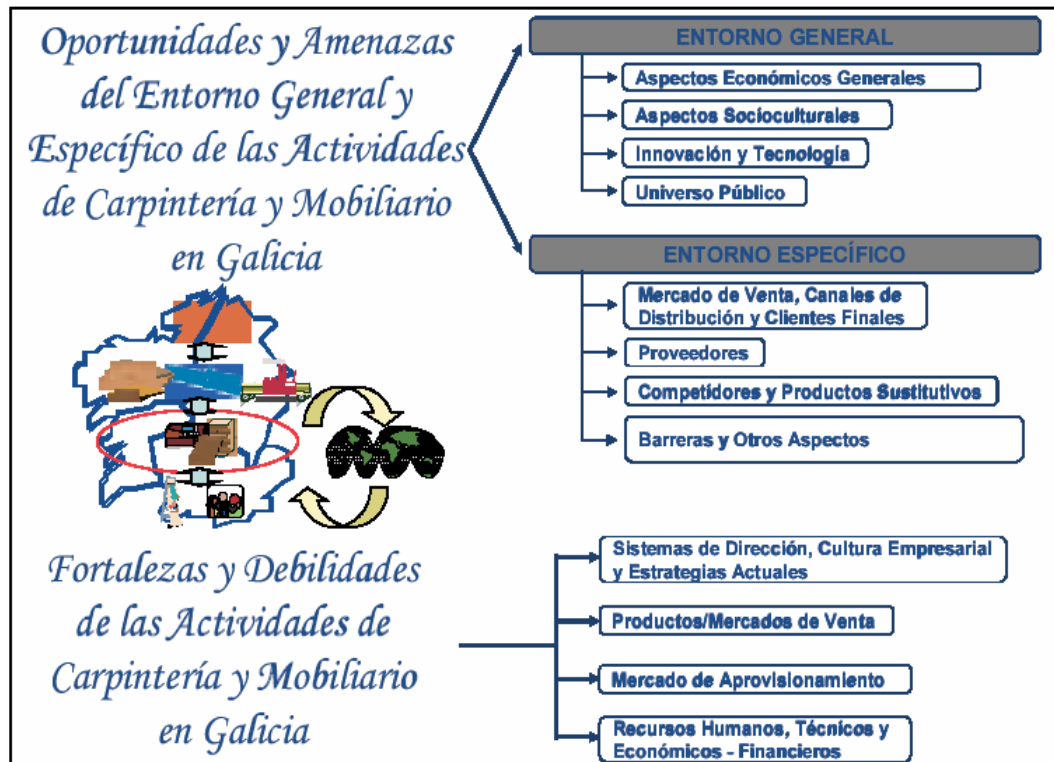 Oportunidades y Amenazas
del Entorno General y
Específico de las Actividades
de Carpintería y Mobiliario
en Galicia
ENTORNO GENERAL
Aspectos Económicos Generales
Aspectos Socioculturales
Innovación y Tecnología
Universo Público
ENTORNO ESPECÍFICO
Mercado de Venta, Canales de
Distribución y Clientes Finales
Proveedores
Competidores y Productos Sustitutivos
Barreras y Otros Aspectos
Fortalezas y Debilidades
de las Actividades de
Carpintería y Mobiliario
en Galicia
Sistemas de Dirección, Cultura Empresarial
y Estrategias Actuales
Productos/Mercados de Venta
Mercado de Aprovisionamiento
Recursos Humanos, Técnicos y
Económicos - Financieros